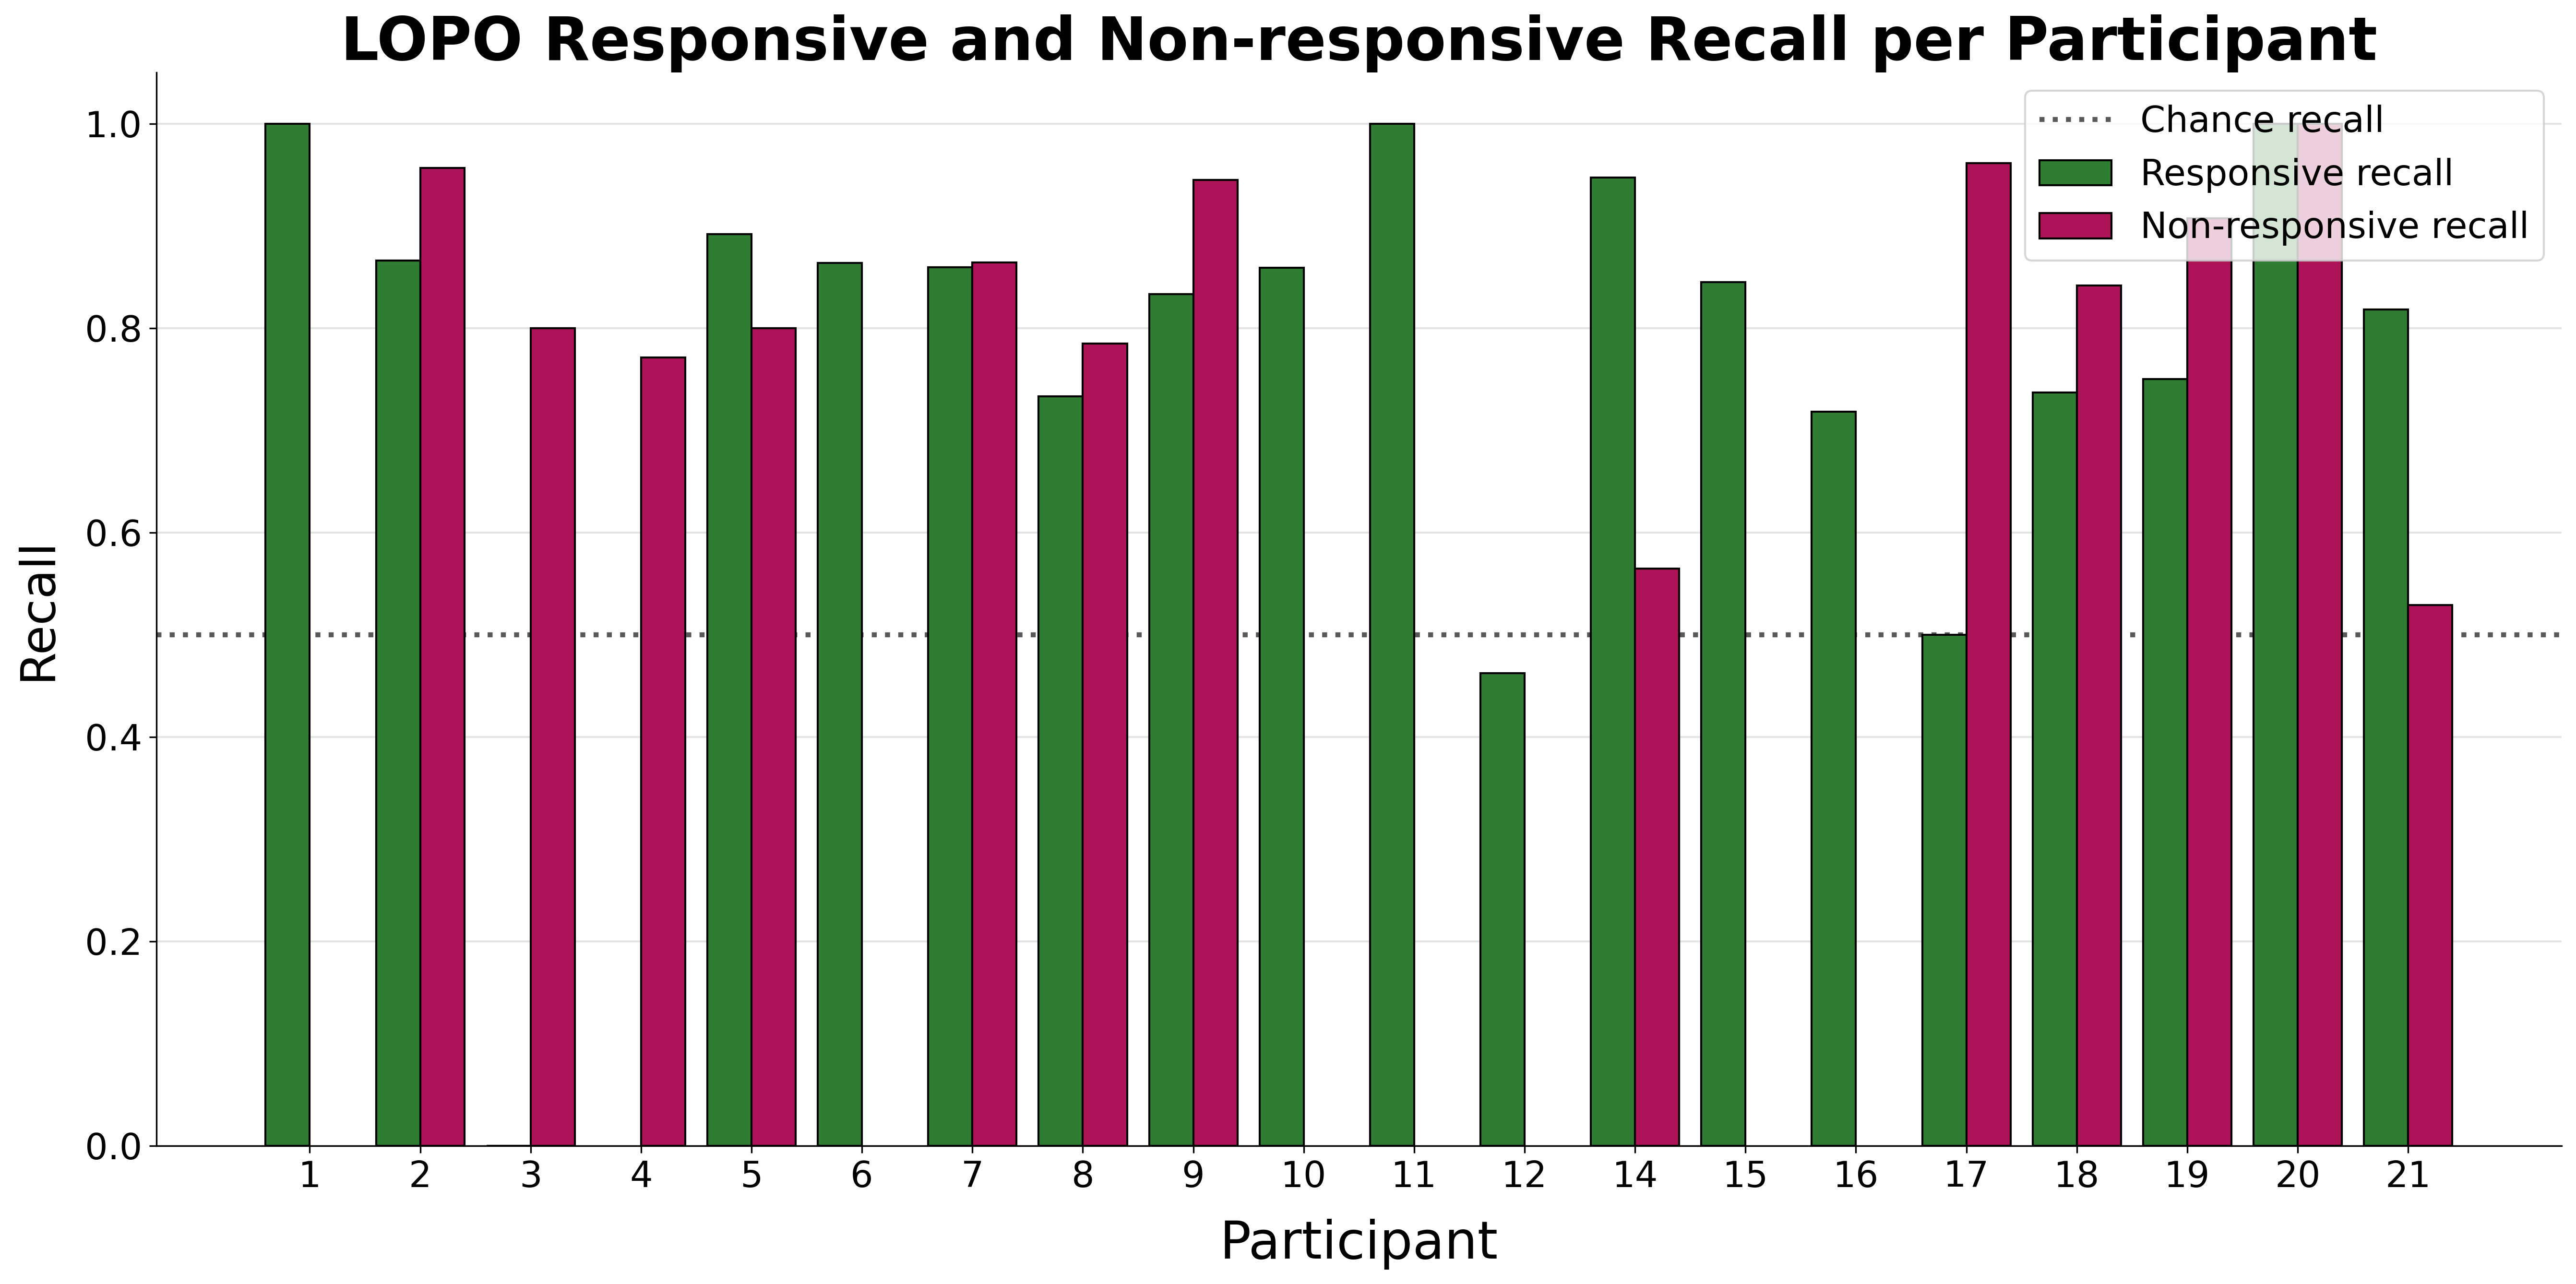 LOPO Responsive and Non-responsive Recall per Participant
Chance recall
Responsive recall
Non-responsive recall
Recall
1.0
0.8
0.6
0.4
0.2
0.0
1 2 3 4 5 6 7 8 9 10 11 12 14 15 16 17 18 19 20 21
Participant